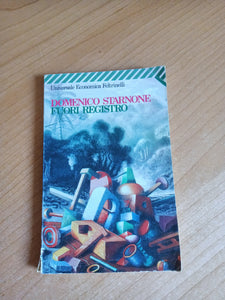 Universale Economica Feltrinelli
DOMENICO STARNONE
FUORI REGISTRO